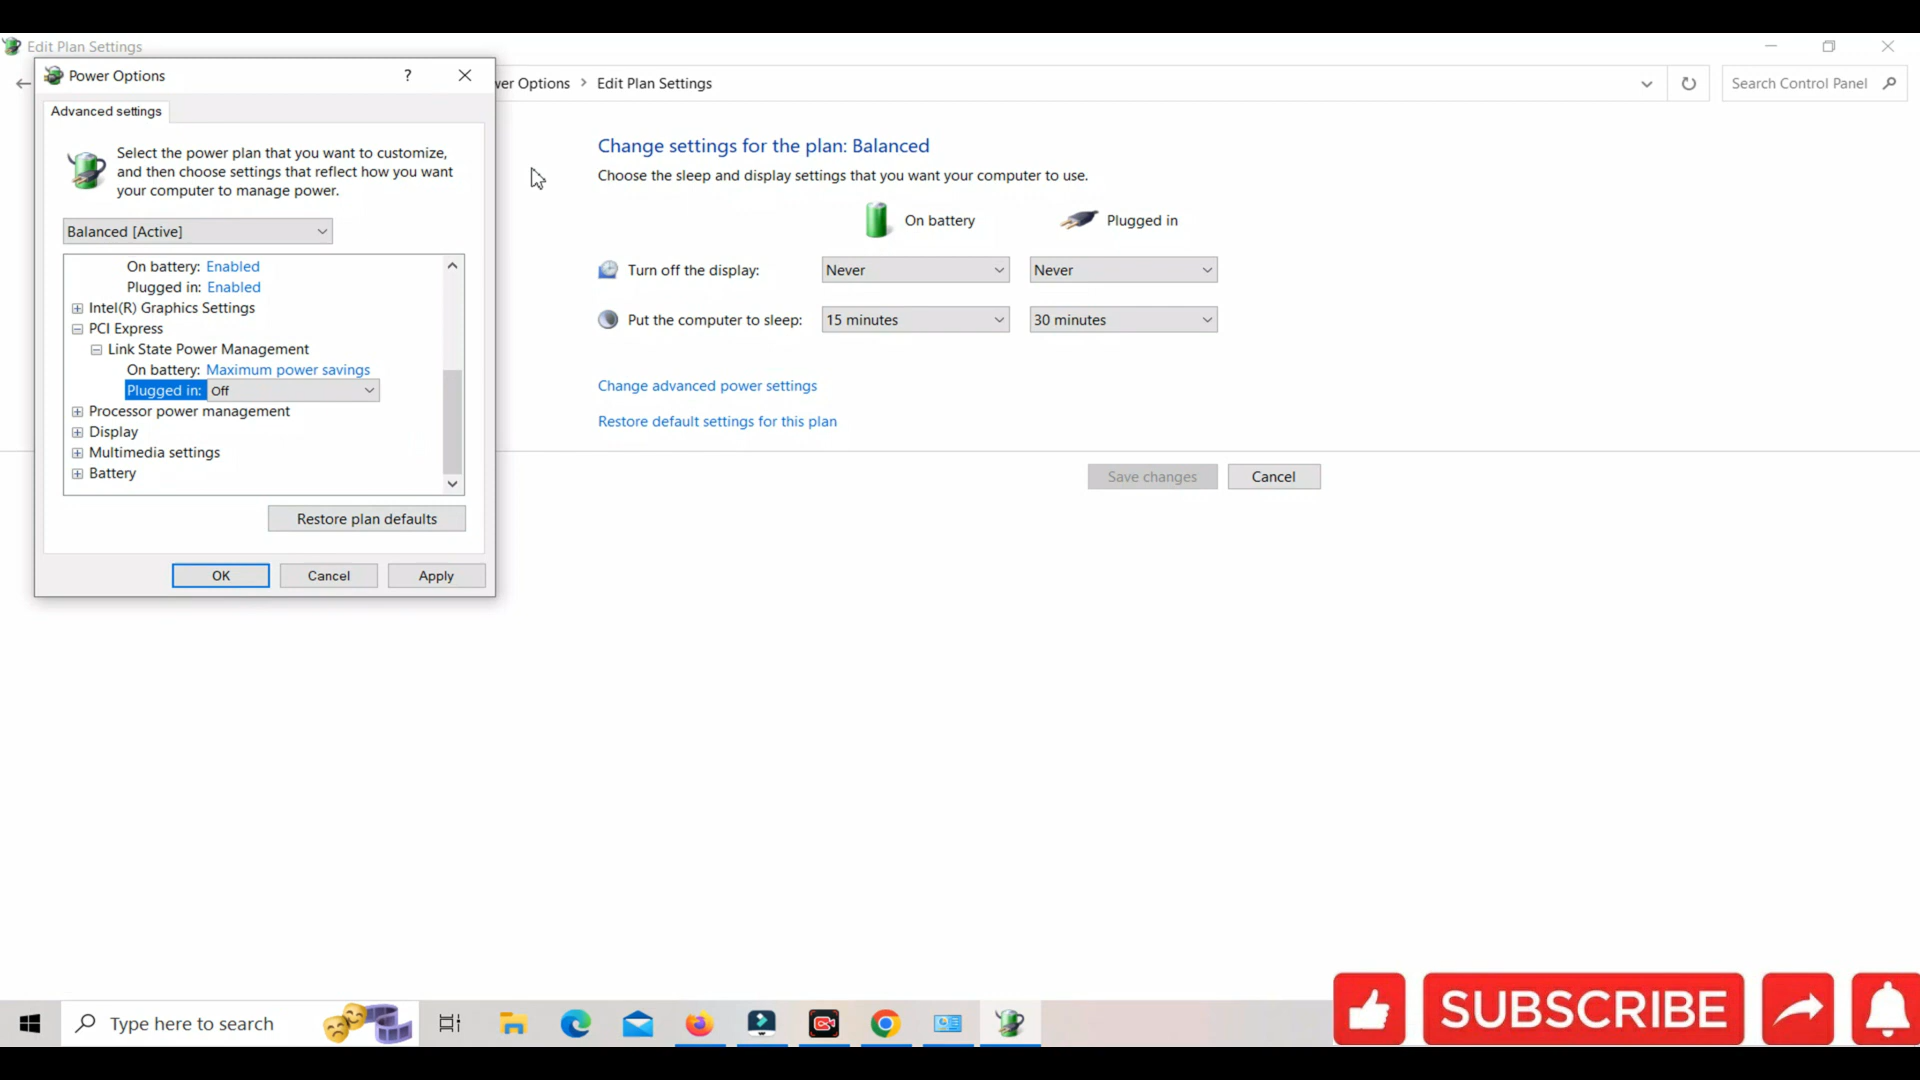 Edit Plan Settings
Power Options
?
wer Options > Edit Plan Settings
Search Control Panel
Advanced settings
Select the power plan that you want to customize,
and then choose settings that reflect how you want
your computer to manage power.
Balanced [Active]
On battery: Enabled
Plugged in: Enabled
Intel(R) Graphics Settings
PCI Express
Link State Power Management
On battery: Maximum power savings
Plugged in: Off
Processor power management
Display
Multimedia settings
Battery
Restore plan defaults
OK
Cancel
Apply
Change settings for the plan: Balanced
Choose the sleep and display settings that you want your computer to use.
On battery
Plugged in
Turn off the display:
Never
Never
Put the computer to sleep:
15 minutes
30 minutes
Change advanced power settings
Restore default settings for this plan
Save changes
Cancel
Type here to search
SUBSCRIBE